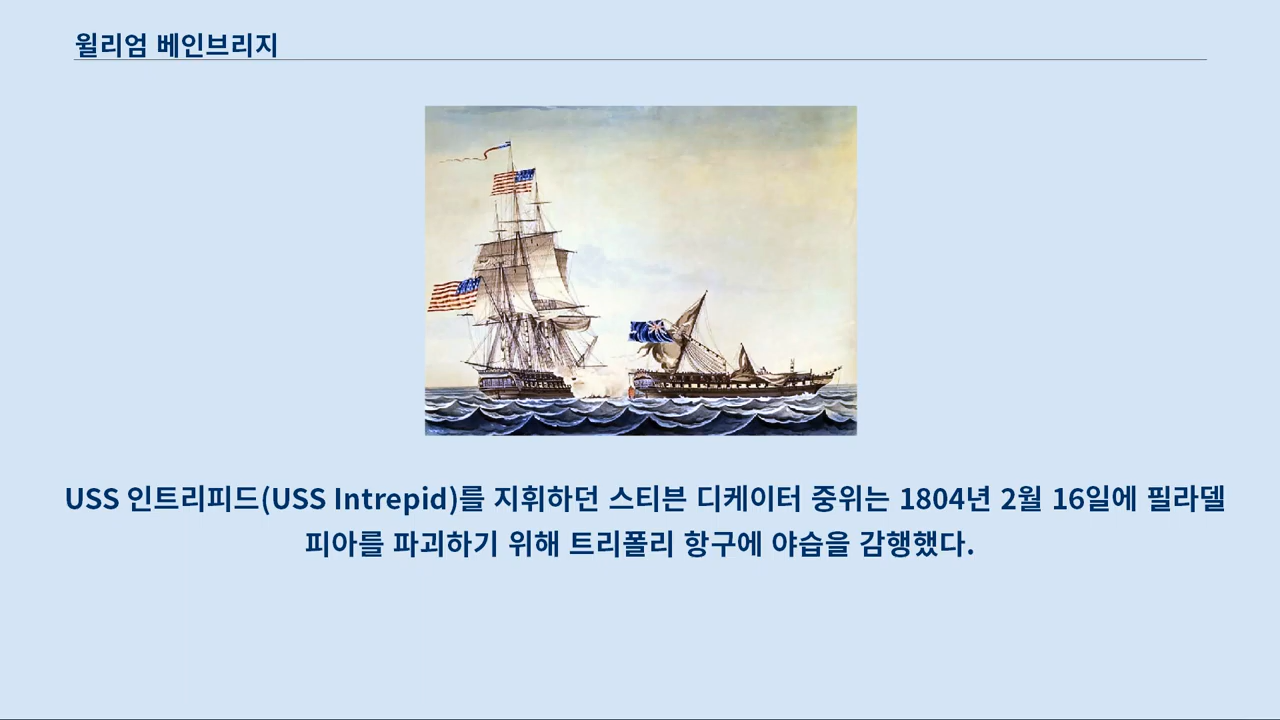 윌리엄 베인브리지
USS 인트리피드(USS Intrepid)를 지휘하던 스티븐 디케이터 중위는 1804년 2월 16일에 필라델
피아를 파괴하기 위해 트리폴리 항구에 야습을 감행했다.